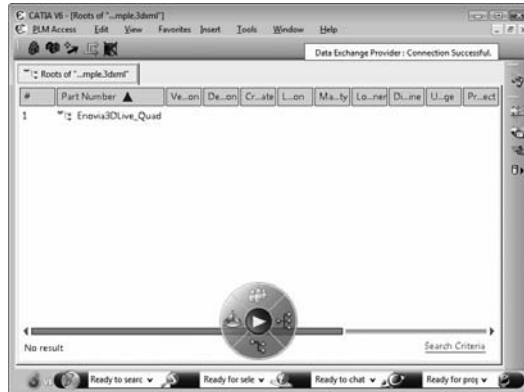 CATIA V6 - [Roots of "...mple.3dxml"]
PLM Access Edit View Favorites Insert Tools Window Help
Data Exchange Provider : Connection Successful.
Roots of "...mple.3dxml"
# Part Number Ve...on De...on Cr...ate L...on Ma...ty Lo...ner Di...ine U...ge Pr...ect
1 Enovia3DLive_Quad
No result Search Criteria
Ready to searc Ready for sele Ready to chat Ready for proj